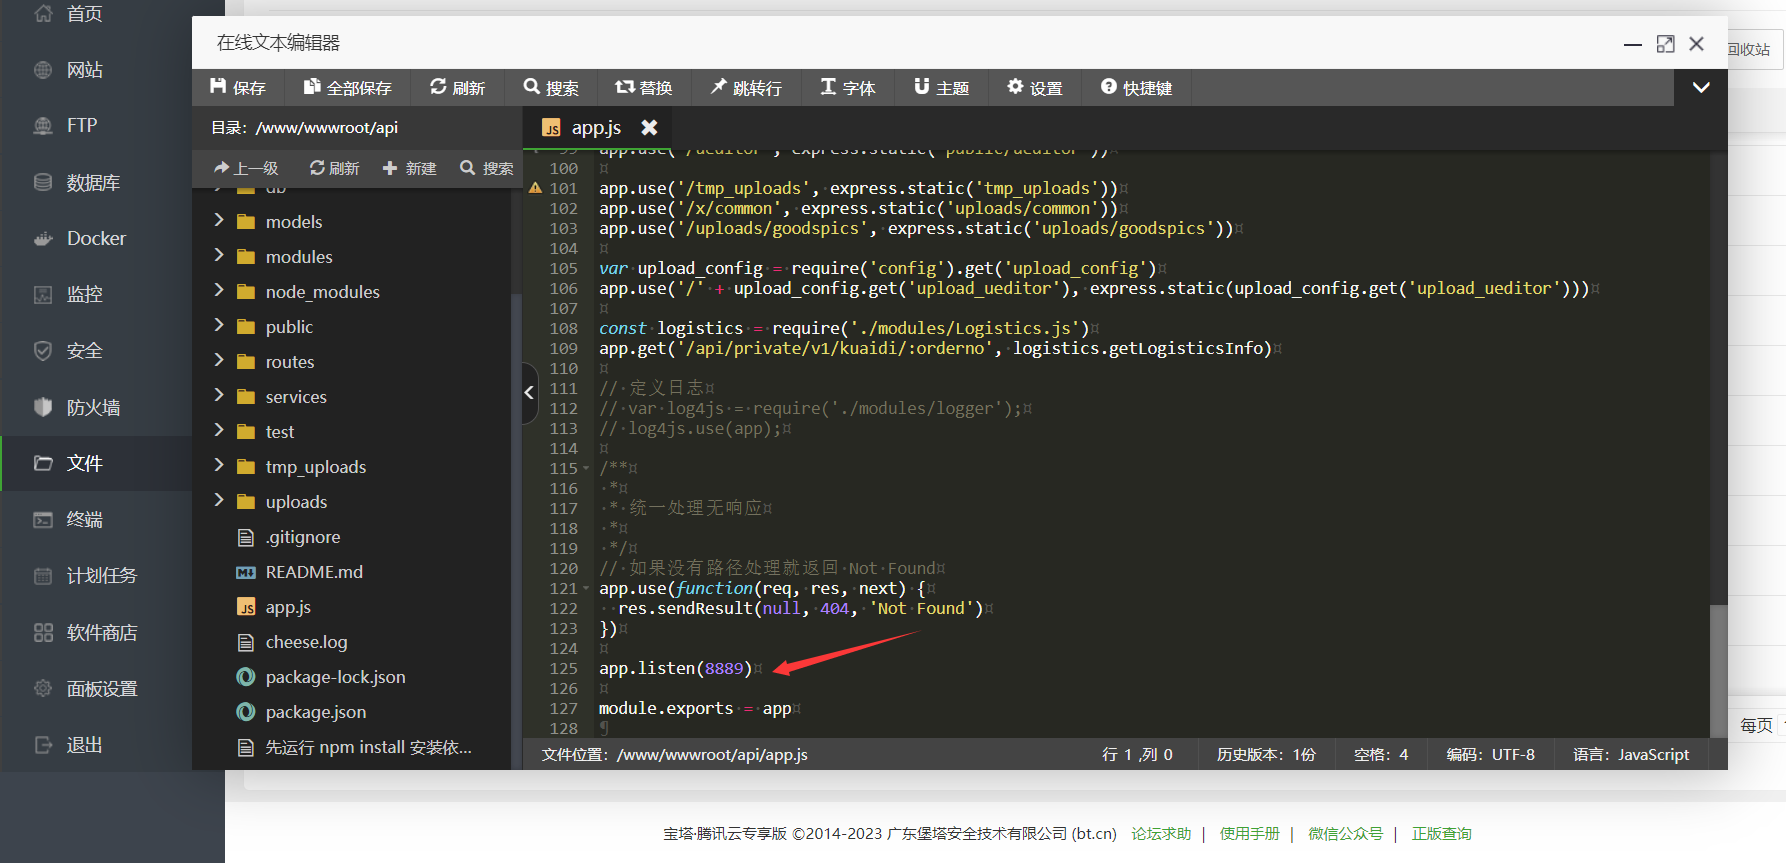 首页
网站
FTP
数据库
Docker
监控
安全
防火墙
文件
终端
计划任务
软件商店
面板设置
退出
在线文本编辑器
回收站
保存 全部保存 刷新 搜索 替换 跳转行 字体 主题 设置 快捷键
目录：/www/wwwroot/api
上一级 刷新 新建 搜索
db
models
modules
node_modules
public
routes
services
test
tmp_uploads
uploads
.gitignore
README.md
app.js
cheese.log
package-lock.json
package.json
先运行 npm install 安装依...
app.js
99 app.use('/ueditor', express.static('public/ueditor'))
100
101 app.use('/tmp_uploads', express.static('tmp_uploads'))
102 app.use('/x/common', express.static('uploads/common'))
103 app.use('/uploads/goodspics', express.static('uploads/goodspics'))
104
105 var upload_config = require('config').get('upload_config')
106 app.use('/' + upload_config.get('upload_ueditor'), express.static(upload_config.get('upload_ueditor')))
107
108 const logistics = require('./modules/Logistics.js')
109 app.get('/api/private/v1/kuaidi/:orderno', logistics.getLogisticsInfo)
110
111 // 定义日志
112 // var log4js = require('./modules/logger');
113 // log4js.use(app);
114
115 /**
116 *
117 * 统一处理无响应
118 *
119 */
120 // 如果没有路径处理就返回 Not Found
121 app.use(function(req, res, next) {
122 res.sendResult(null, 404, 'Not Found')
123 })
124
125 app.listen(8889)
126
127 module.exports = app
128
文件位置：/www/wwwroot/api/app.js 行 1 ,列 0 历史版本：1份 空格：4 编码：UTF-8 语言：JavaScript
每页
宝塔·腾讯云专享版 ©2014-2023 广东堡塔安全技术有限公司 (bt.cn) 论坛求助 | 使用手册 | 微信公众号 | 正版查询